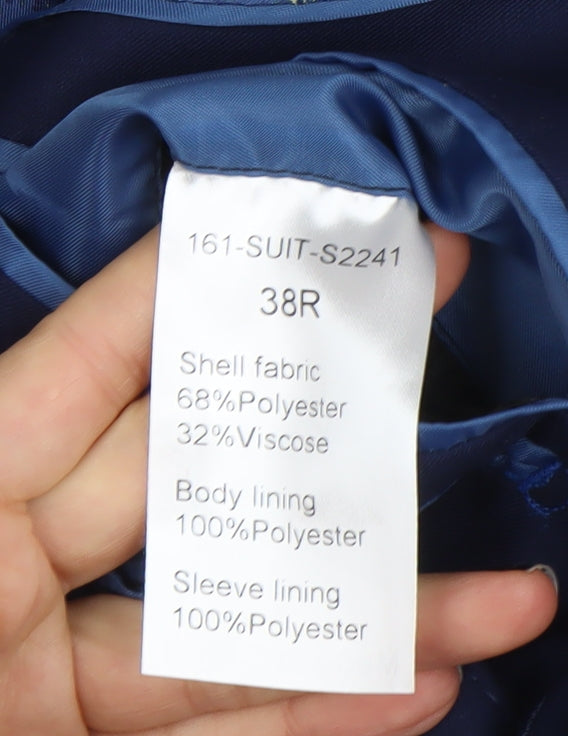 161-SUIT-S2241
38R
Shell fabric
68%Polyester
32%Viscose
Body lining
100%Polyester
Sleeve lining
100%Polyester